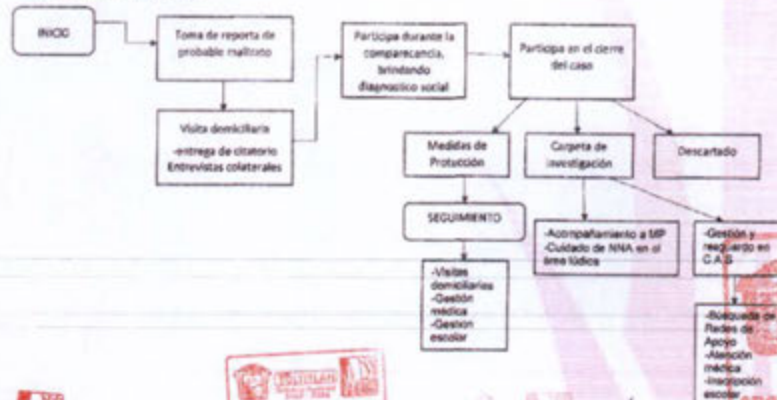 INICIO
Toma de reporte de
probable maltrato
Visita domiciliaria
-entrega de citatorio
Entrevistas colaterales
Participa durante la
comparecencia,
brindando
diagnostico social
Participa en el cierre
del caso
Medidas de
Protección
Carpeta de
investigación
Descartado
SEGUIMIENTO
-Visitas
domiciliarias
-Gestión
médica
-Gestión
escolar
-Acompañamiento a MP
-Cuidado de NNA en el
área lúdica
-Gestión y
resguardo en
C.A.S
-Búsqueda de
Redes de
Apoyo
-Atención
médica
-Inscripción
escolar
TULTITLÁN